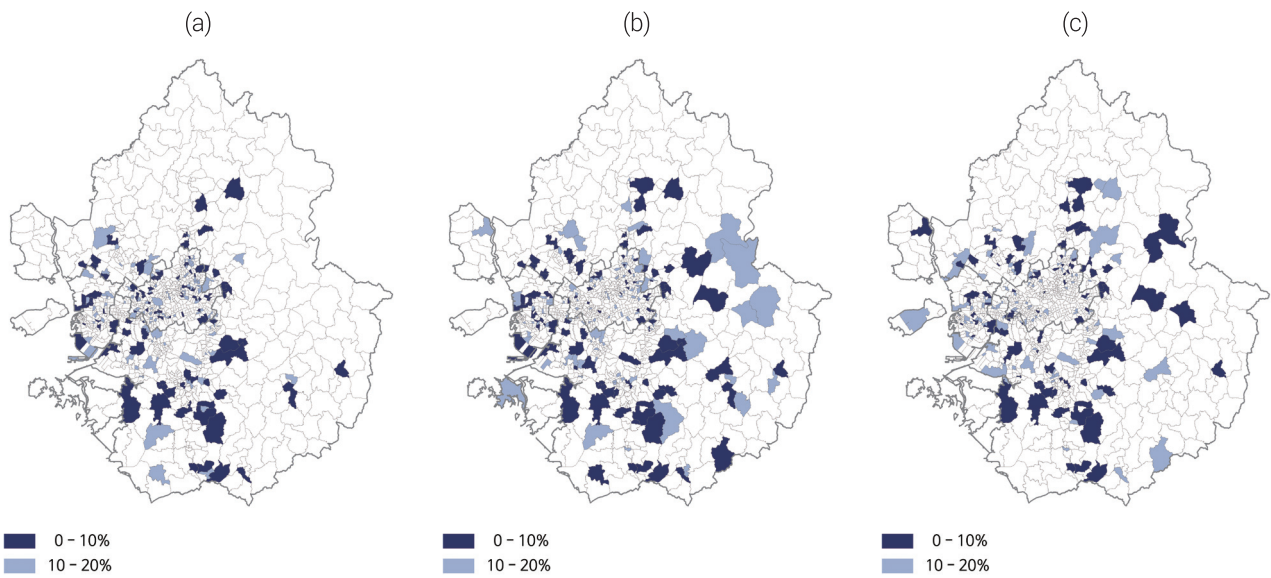 (a) (b) (c)
0 – 10% 0 – 10% 0 – 10%
10 – 20% 10 – 20% 10 – 20%